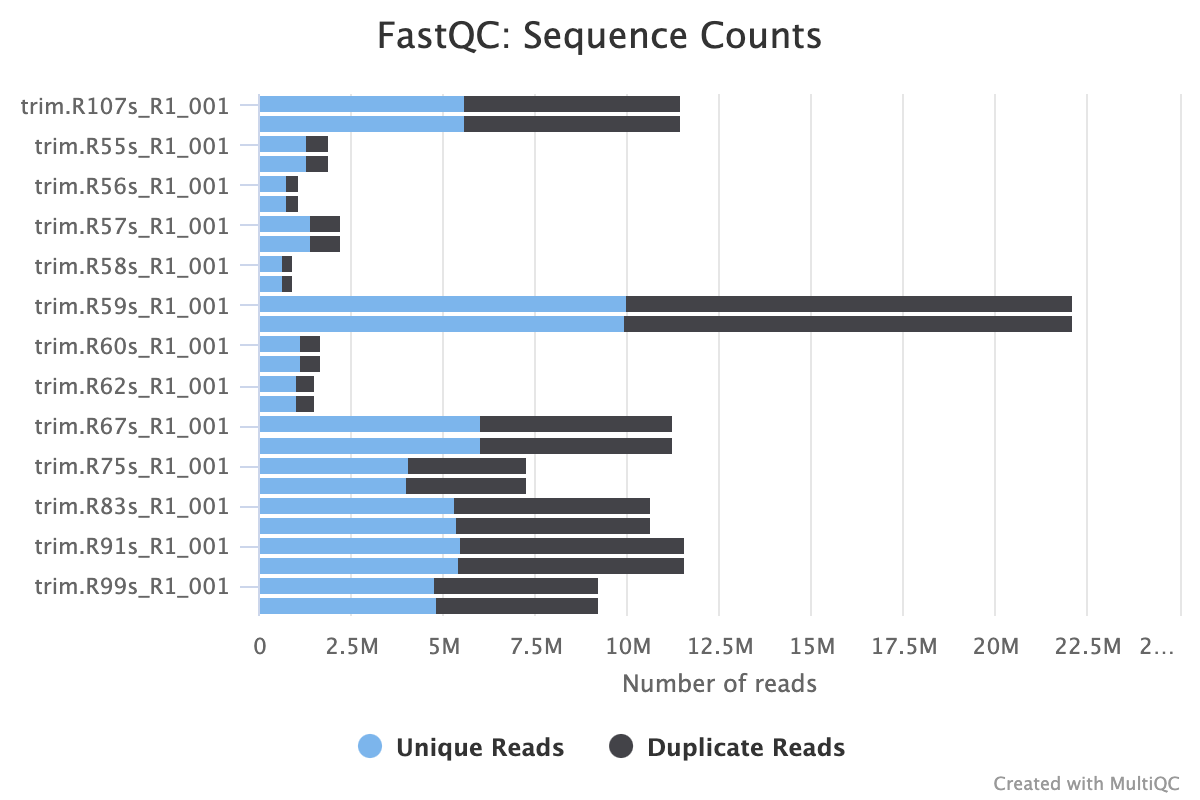 FastQC: Sequence Counts
trim.R107s_R1_001
trim.R55s_R1_001
trim.R56s_R1_001
trim.R57s_R1_001
trim.R58s_R1_001
trim.R59s_R1_001
trim.R60s_R1_001
trim.R62s_R1_001
trim.R67s_R1_001
trim.R75s_R1_001
trim.R83s_R1_001
trim.R91s_R1_001
trim.R99s_R1_001
0 2.5M 5M 7.5M 10M 12.5M 15M 17.5M 20M 22.5M 2…
Number of reads
Unique Reads Duplicate Reads
Created with MultiQC